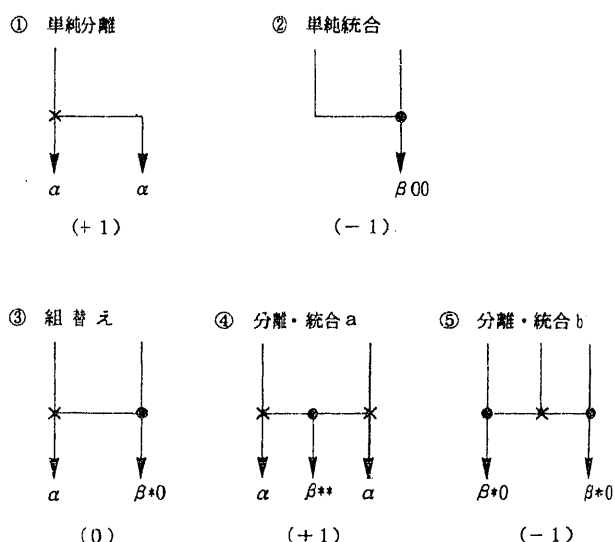 ① 単純分離 ② 単純統合
α α β00
(+1) (-1)
③ 組替え ④ 分離・統合a ⑤ 分離・統合b
α β*0 α β** α β*0 β*0
(0) (+1) (-1)